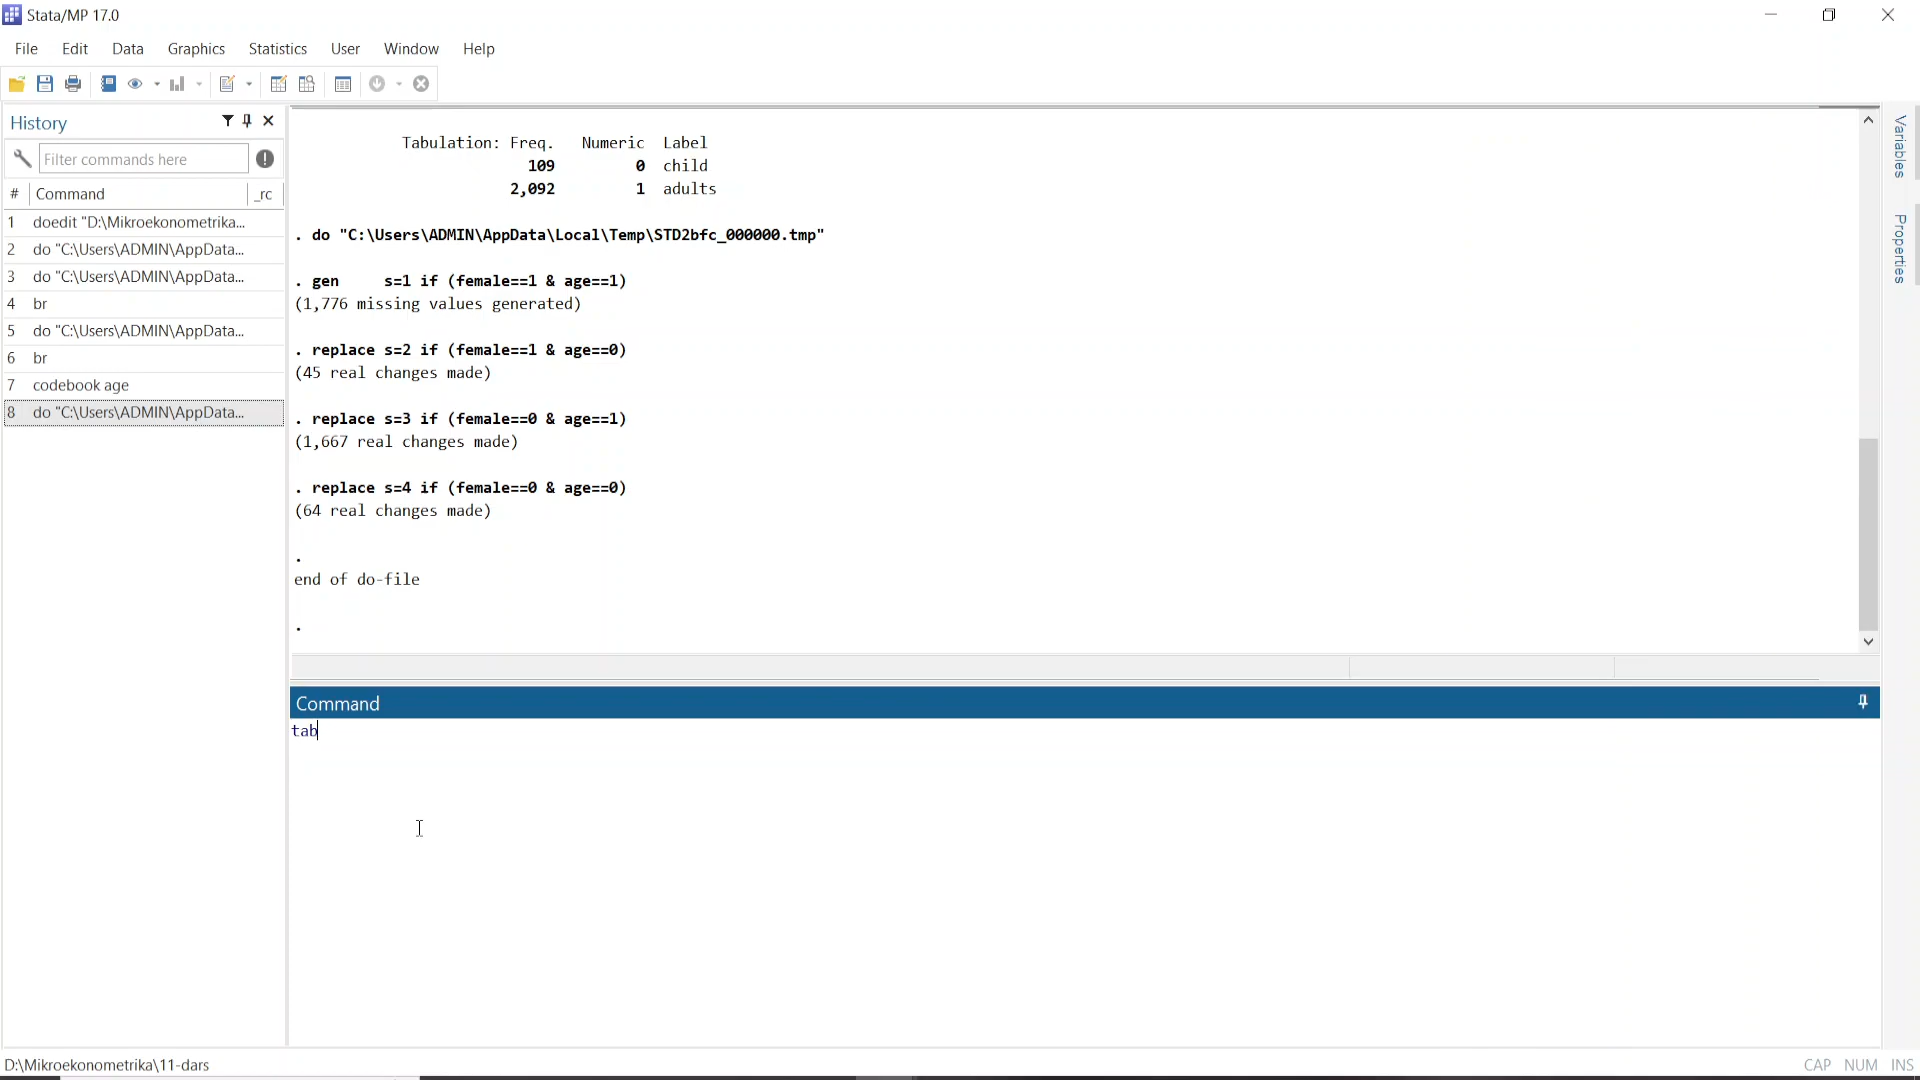 Stata/MP 17.0
File Edit Data Graphics Statistics User Window Help
History
Filter commands here
# Command _rc
1 doedit "D:\Mikroekonometrika...
2 do "C:\Users\ADMIN\AppData...
3 do "C:\Users\ADMIN\AppData...
4 br
5 do "C:\Users\ADMIN\AppData...
6 br
7 codebook age
8 do "C:\Users\ADMIN\AppData...
Tabulation: Freq. Numeric Label
109 0 child
2,092 1 adults
. do "C:\Users\ADMIN\AppData\Local\Temp\STD2bfc_000000.tmp"
. gen s=1 if (female==1 & age==1)
(1,776 missing values generated)
. replace s=2 if (female==1 & age==0)
(45 real changes made)
. replace s=3 if (female==0 & age==1)
(1,667 real changes made)
. replace s=4 if (female==0 & age==0)
(64 real changes made)
.
end of do-file
.
Command
tab
Variables
Properties
D:\Mikroekonometrika\11-dars
CAP NUM INS